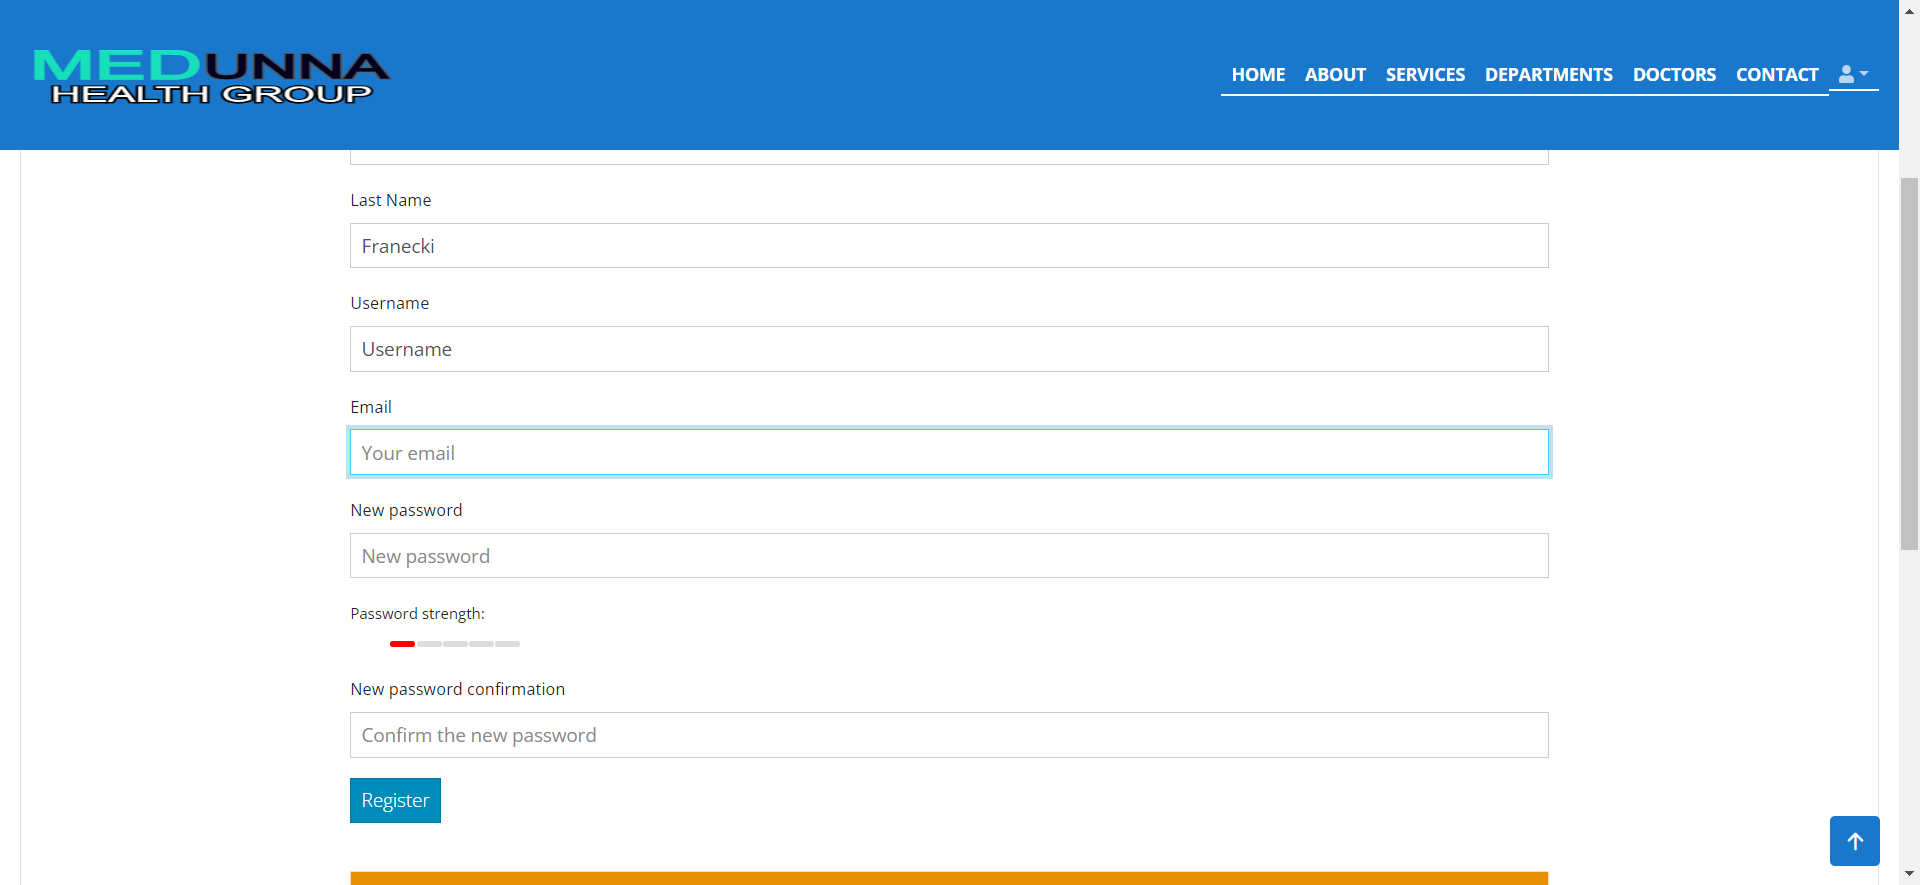 MEDUNNA
HEALTH GROUP
HOME ABOUT SERVICES DEPARTMENTS DOCTORS CONTACT
Last Name
Franecki
Username
Username
Email
Your email
New password
New password
Password strength:
New password confirmation
Confirm the new password
Register